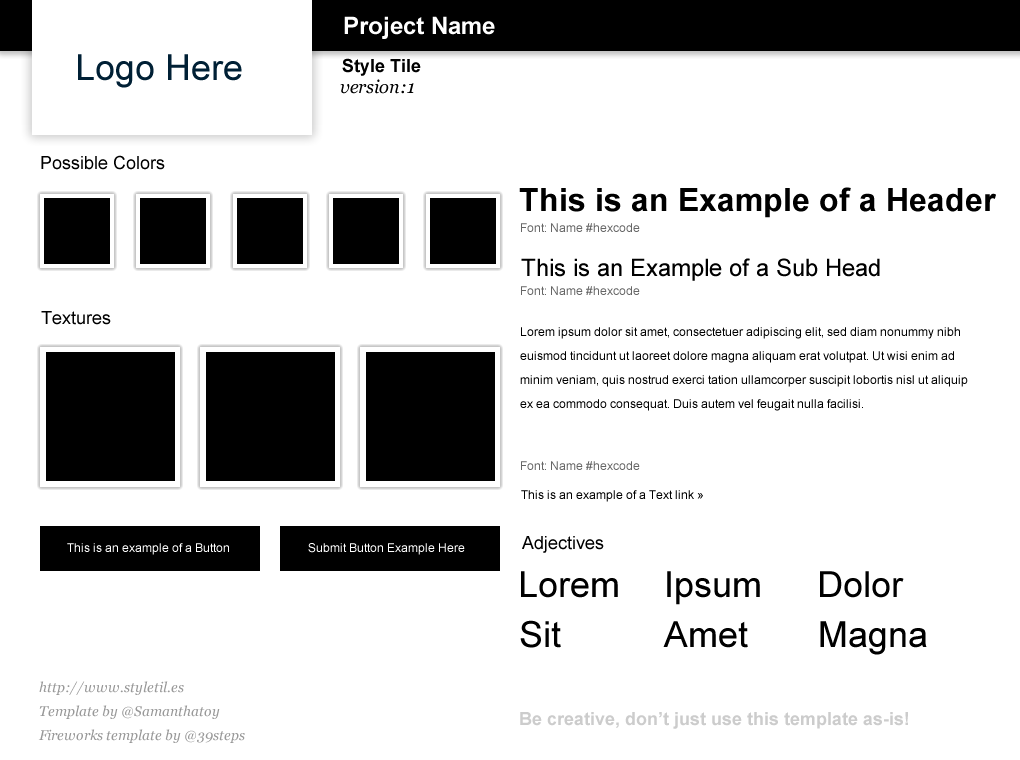 Project Name
Logo Here
Style Tile
version:1
Possible Colors
This is an Example of a Header
Font: Name #hexcode
This is an Example of a Sub Head
Font: Name #hexcode
Textures
Lorem ipsum dolor sit amet, consectetuer adipiscing elit, sed diam nonummy nibh
euismod tincidunt ut laoreet dolore magna aliquam erat volutpat. Ut wisi enim ad
minim veniam, quis nostrud exerci tation ullamcorper suscipit lobortis nisl ut aliquip
ex ea commodo consequat. Duis autem vel feugait nulla facilisi.
Font: Name #hexcode
This is an example of a Text link »
This is an example of a Button
Submit Button Example Here
Adjectives
Lorem Ipsum Dolor
Sit Amet Magna
http://www.styletil.es
Template by @Samanthatoy
Fireworks template by @39steps
Be creative, don’t just use this template as-is!